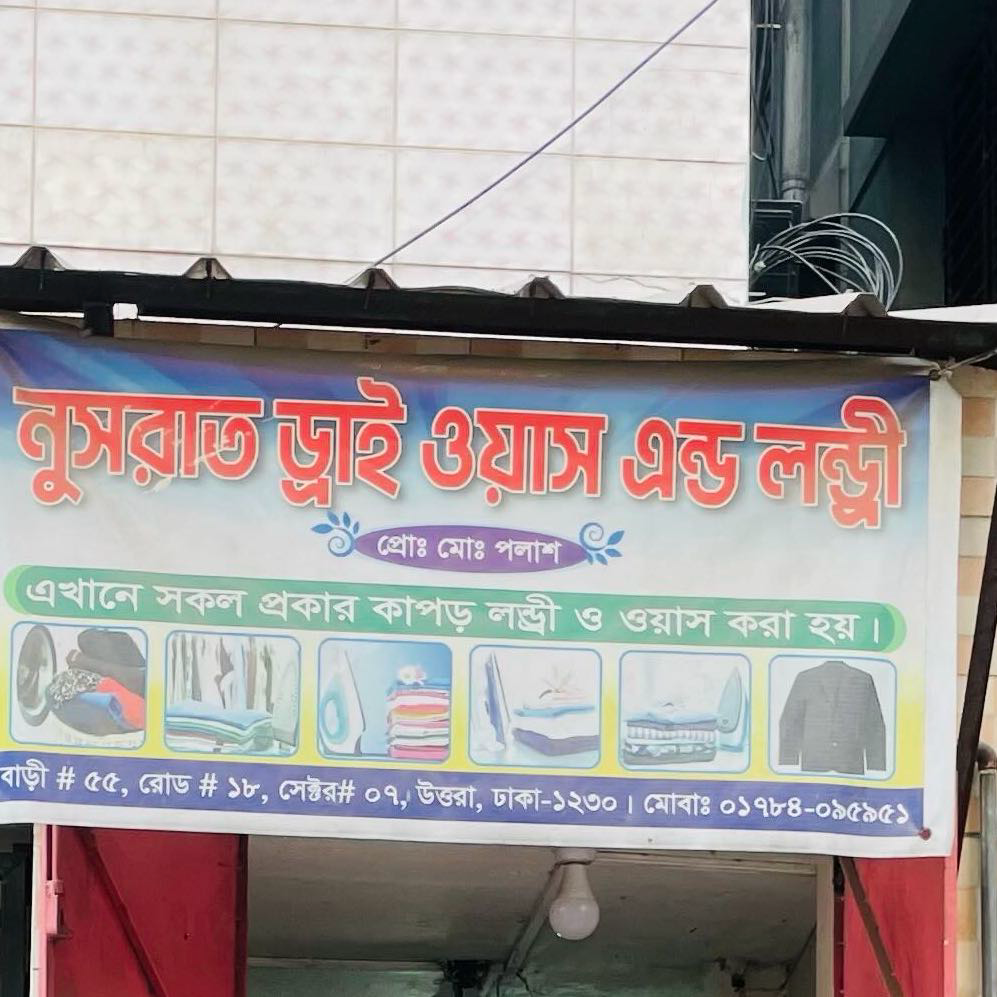 নুসরাত ড্রাই ওয়াস এন্ড লন্ড্রী
প্রোঃ মোঃ পলাশ
এখানে সকল প্রকার কাপড় লন্ড্রী ও ওয়াস করা হয়।
বাড়ী # ৫৫, রোড # ১৮, সেক্টর# ০৭, উত্তরা, ঢাকা-১২৩০। মোবাঃ ০১৭৮৪-০৯৫৯৫১